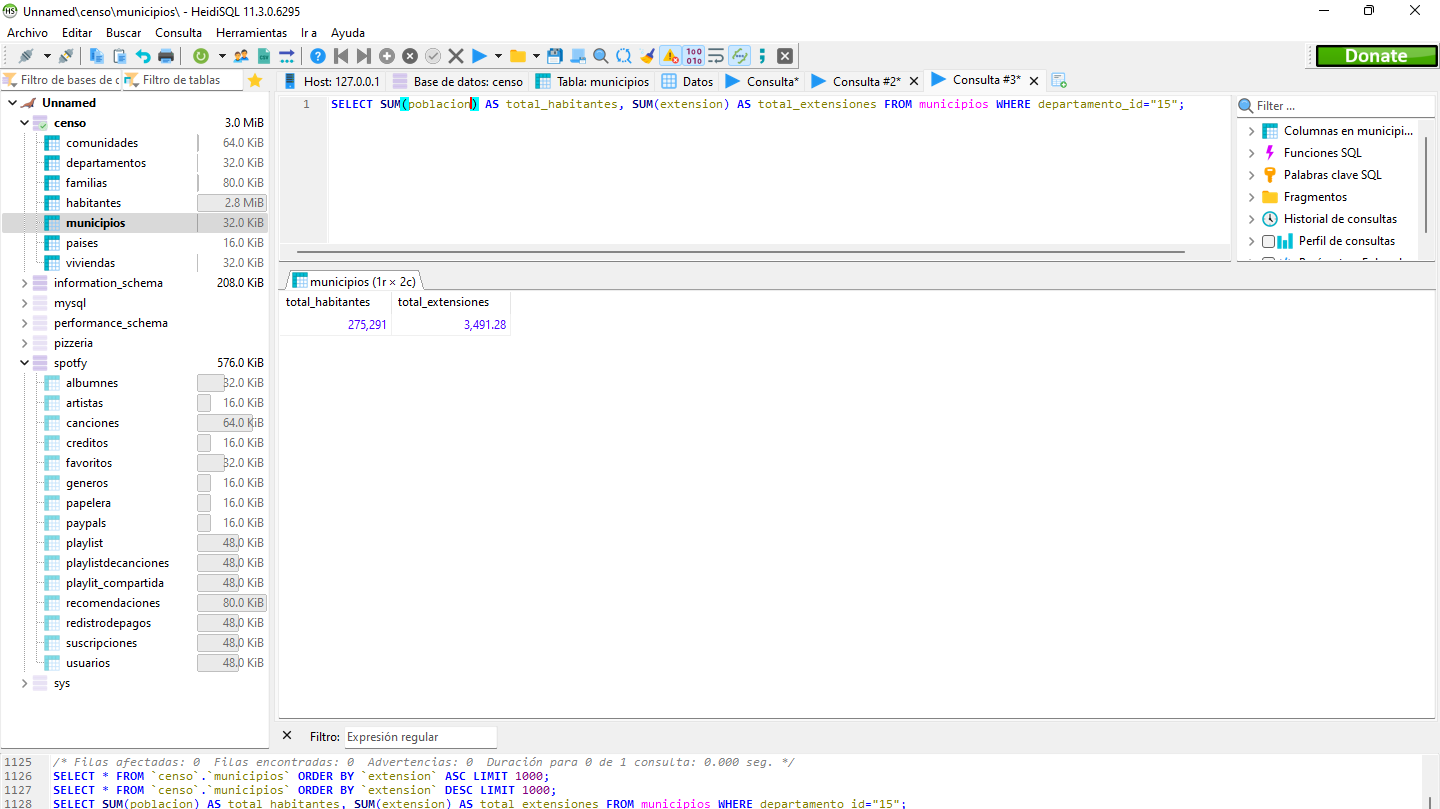 HS Unnamed\censo\municipios\ - HeidiSQL 11.3.0.6295
Archivo Editar Buscar Consulta Herramientas Ir a Ayuda
Donate
Filtro de bases de c Filtro de tablas
Host: 127.0.0.1 Base de datos: censo Tabla: municipios Datos Consulta* Consulta #2* Consulta #3*
Unnamed
censo 3.0 MiB
comunidades 64.0 KiB
departamentos 32.0 KiB
familias 80.0 KiB
habitantes 2.8 MiB
municipios 32.0 KiB
paises 16.0 KiB
viviendas 32.0 KiB
information_schema 208.0 KiB
mysql
performance_schema
pizzeria
spotfy 576.0 KiB
albumnes 32.0 KiB
artistas 16.0 KiB
canciones 64.0 KiB
creditos 16.0 KiB
favoritos 32.0 KiB
generos 16.0 KiB
papelera 16.0 KiB
paypals 16.0 KiB
playlist 48.0 KiB
playlistdecanciones 48.0 KiB
playlit_compartida 48.0 KiB
recomendaciones 80.0 KiB
redistrodepagos 48.0 KiB
suscripciones 48.0 KiB
usuarios 48.0 KiB
sys
1 SELECT SUM(poblacion) AS total_habitantes, SUM(extension) AS total_extensiones FROM municipios WHERE departamento_id="15";
Filter ...
Columnas en municipi...
Funciones SQL
Palabras clave SQL
Fragmentos
Historial de consultas
Perfil de consultas
municipios (1r × 2c)
total_habitantes total_extensiones
275,291 3,491.28
Filtro: Expresión regular
1125 /* Filas afectadas: 0 Filas encontradas: 0 Advertencias: 0 Duración para 0 de 1 consulta: 0.000 seg. */
1126 SELECT * FROM `censo`.`municipios` ORDER BY `extension` ASC LIMIT 1000;
1127 SELECT * FROM `censo`.`municipios` ORDER BY `extension` DESC LIMIT 1000;
1128 SELECT SUM(poblacion) AS total_habitantes, SUM(extension) AS total_extensiones FROM municipios WHERE departamento_id="15";